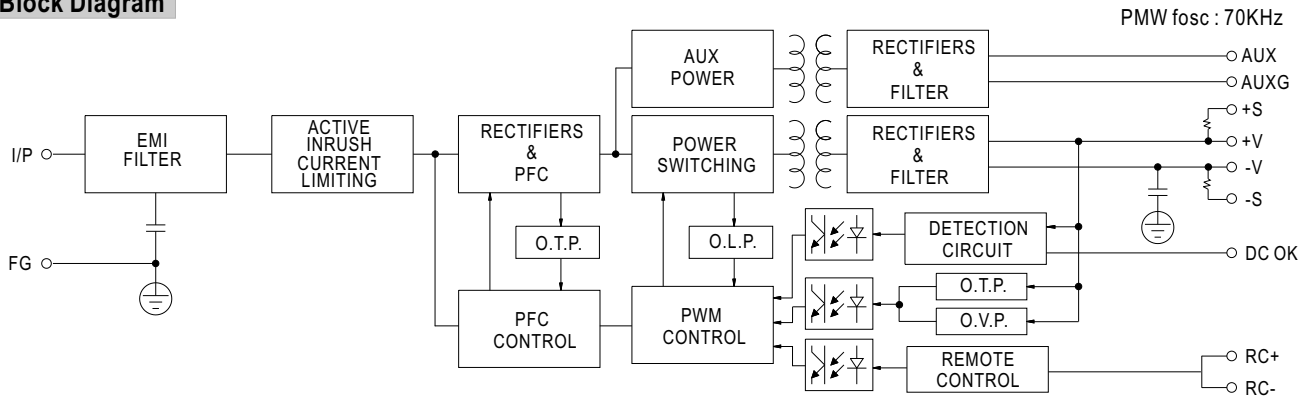 Block Diagram
PMW fosc : 70KHz
AUX
POWER
RECTIFIERS
&
FILTER
AUX
AUXG
I/P
EMI
FILTER
ACTIVE
INRUSH
CURRENT
LIMITING
RECTIFIERS
&
PFC
POWER
SWITCHING
RECTIFIERS
&
FILTER
+S
+V
-V
-S
FG
O.T.P.
O.L.P.
DETECTION
CIRCUIT
DC OK
PFC
CONTROL
PWM
CONTROL
O.T.P.
O.V.P.
REMOTE
CONTROL
RC+
RC-